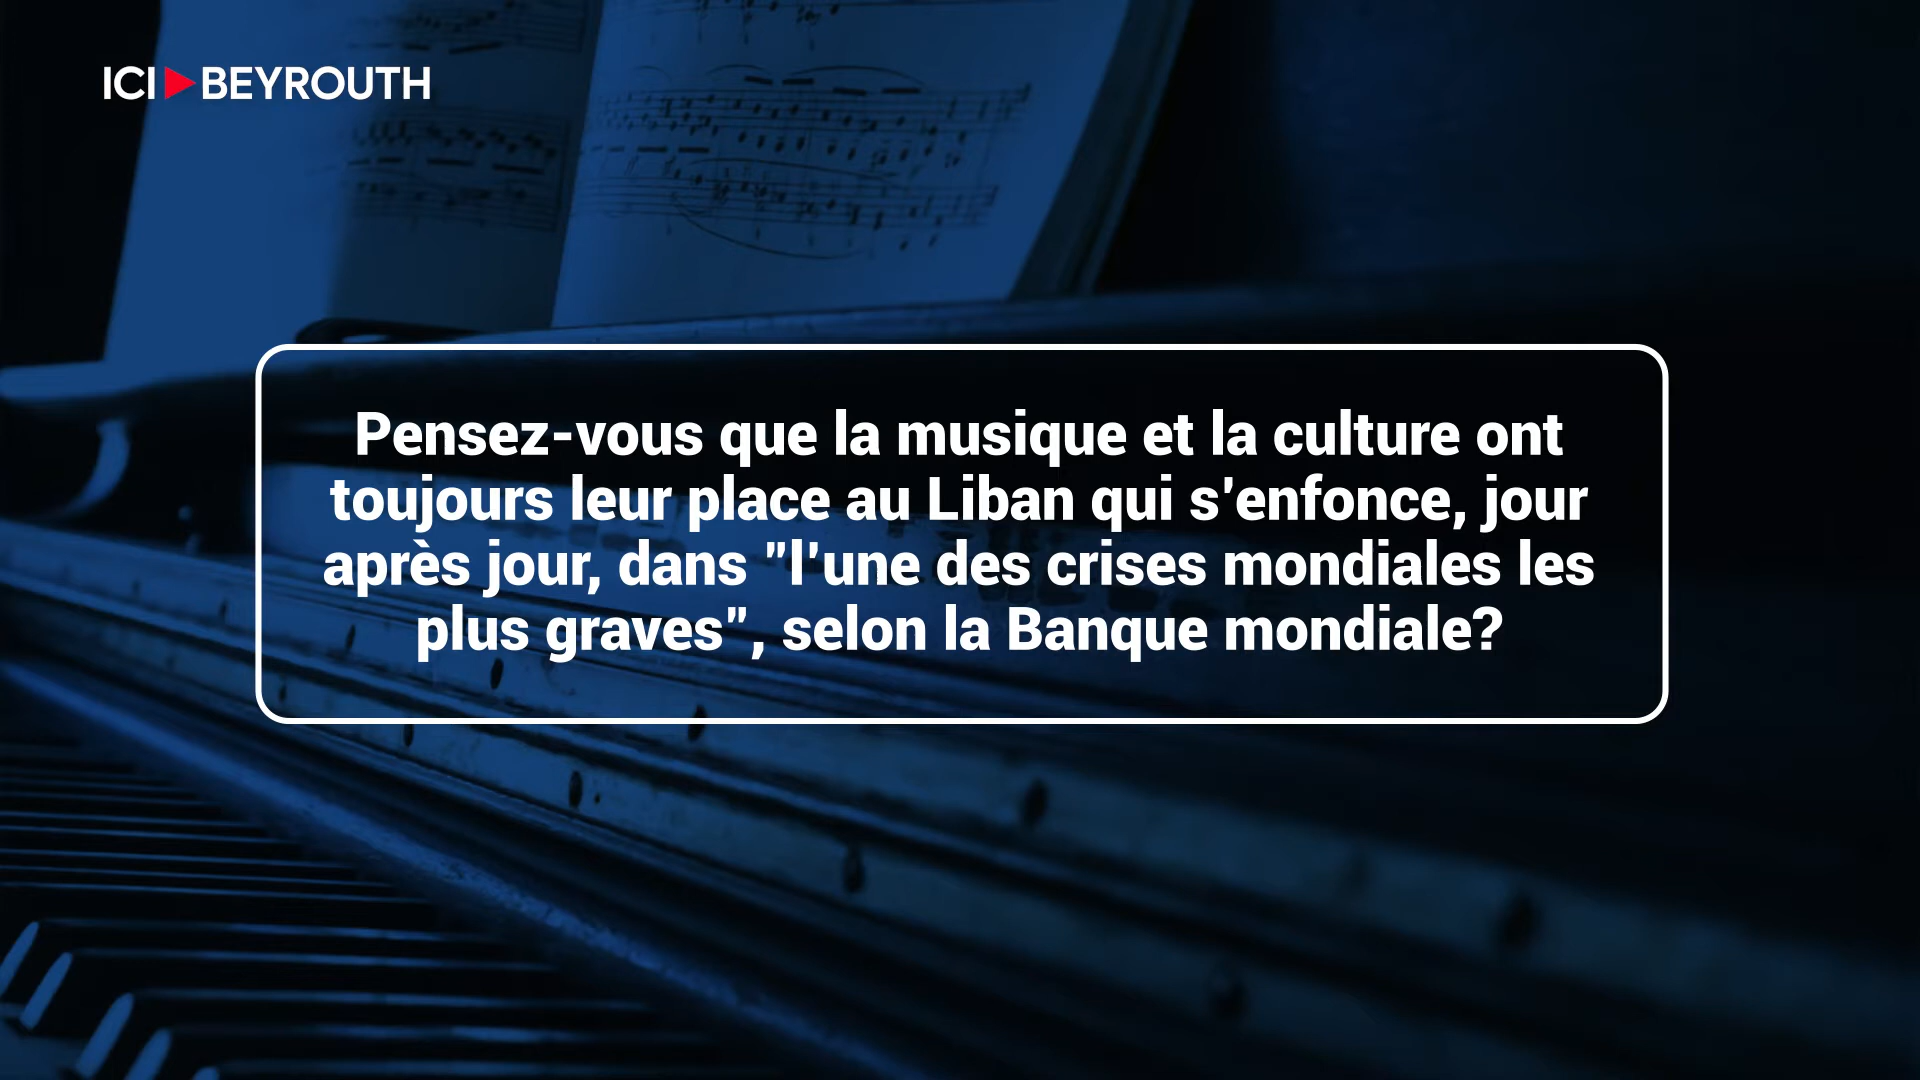 ICI BEYROUTH
Pensez-vous que la musique et la culture ont
toujours leur place au Liban qui s'enfonce, jour
après jour, dans "l'une des crises mondiales les
plus graves", selon la Banque mondiale?